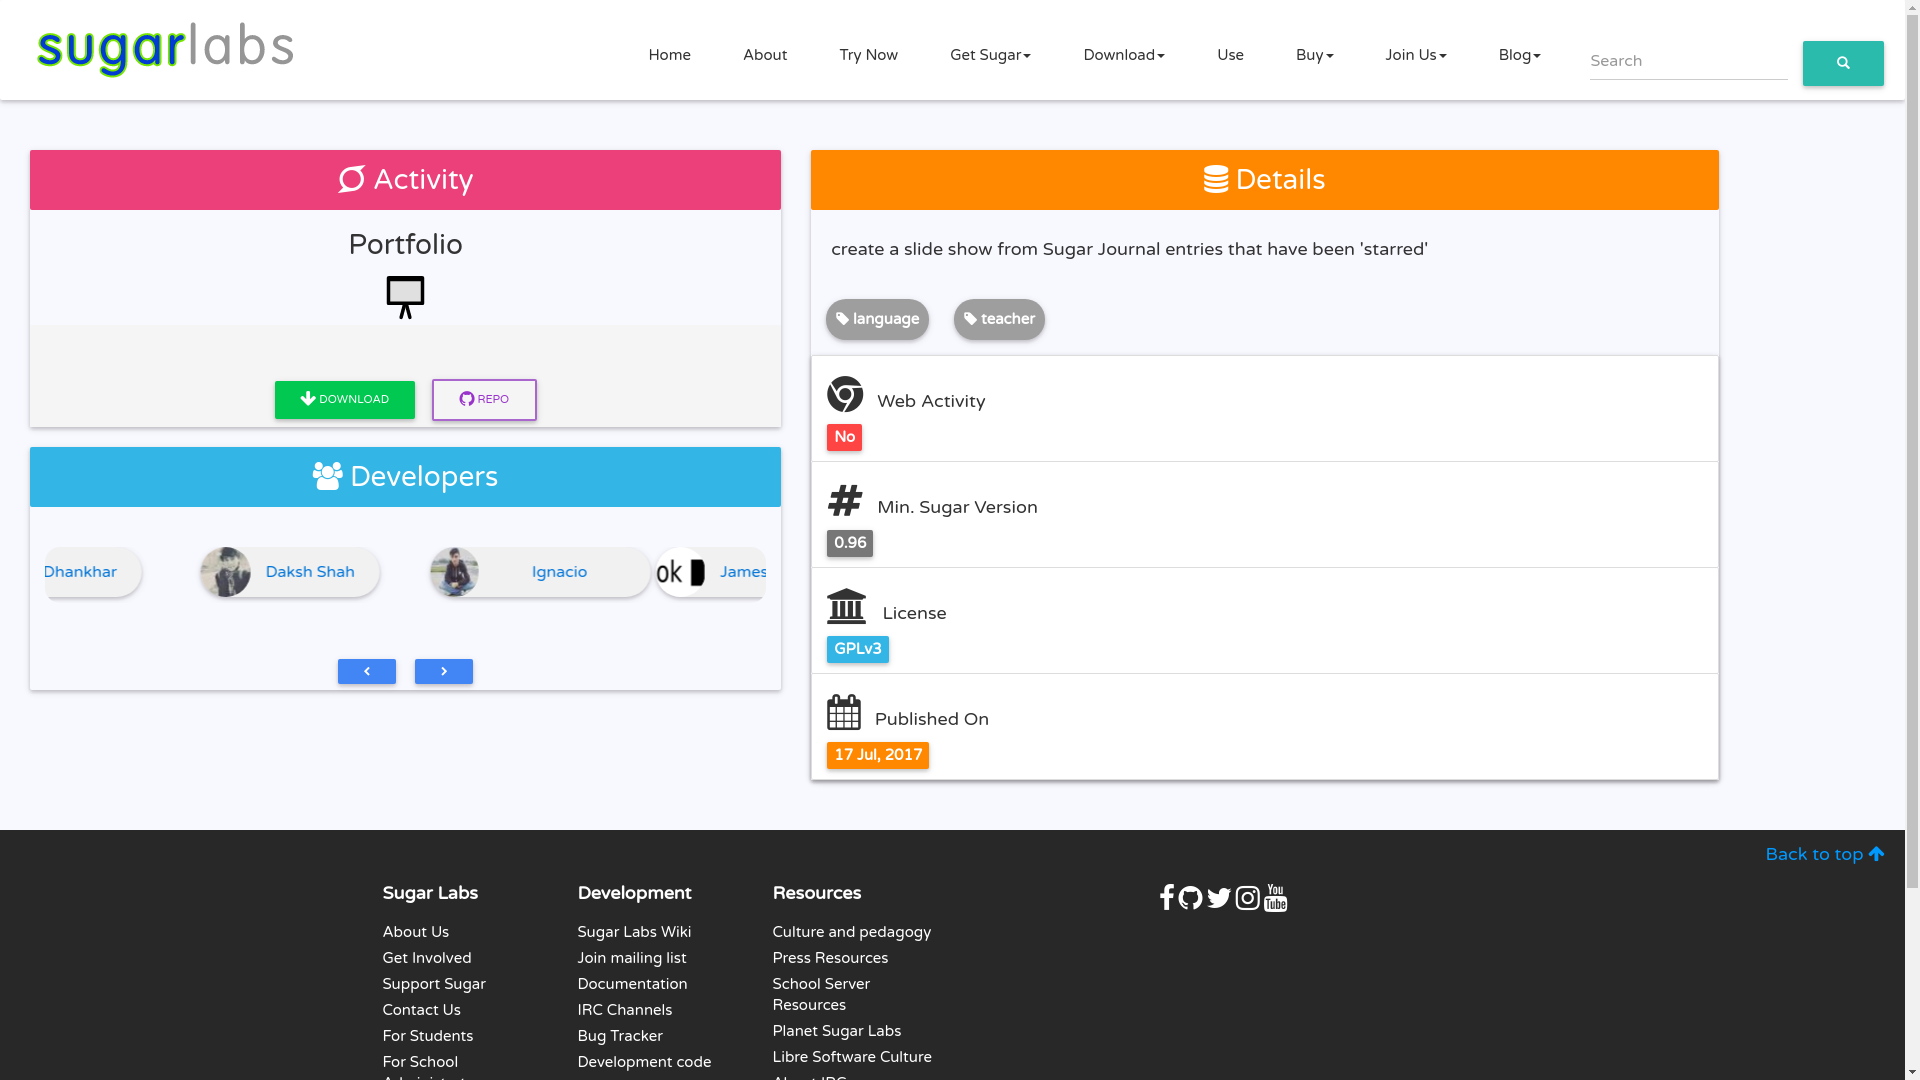 sugarlabs
Home
About
Try Now
Get Sugar
Download
Use
Buy
Join Us
Blog
Search
Activity
Portfolio
DOWNLOAD
REPO
Developers
Dhankhar
Daksh Shah
Ignacio
ok
James
Details
create a slide show from Sugar Journal entries that have been 'starred'
language
teacher
Web Activity
No
Min. Sugar Version
0.96
License
GPLv3
Published On
17 Jul, 2017
Back to top
Sugar Labs
About Us
Get Involved
Support Sugar
Contact Us
For Students
For School
Development
Sugar Labs Wiki
Join mailing list
Documentation
IRC Channels
Bug Tracker
Development code
Resources
Culture and pedagogy
Press Resources
School Server
Resources
Planet Sugar Labs
Libre Software Culture
About IRC
You
Tube